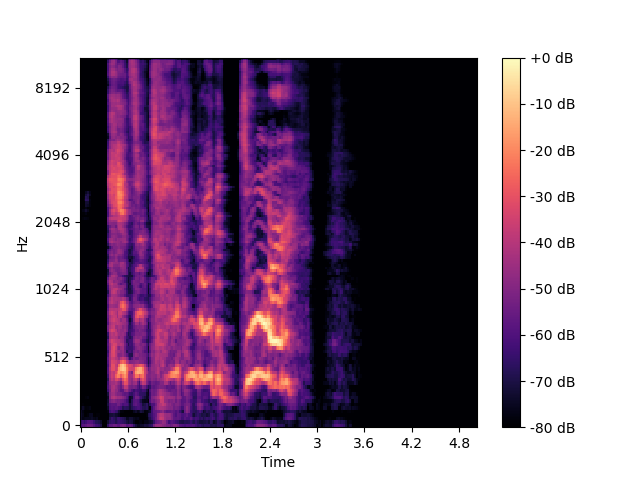 +0 dB
8192
-10 dB
4096
-20 dB
-30 dB
2048
-40 dB
Hz
1024
-50 dB
-60 dB
512
-70 dB
0
-80 dB
0 0.6 1.2 1.8 2.4 3 3.6 4.2 4.8
Time